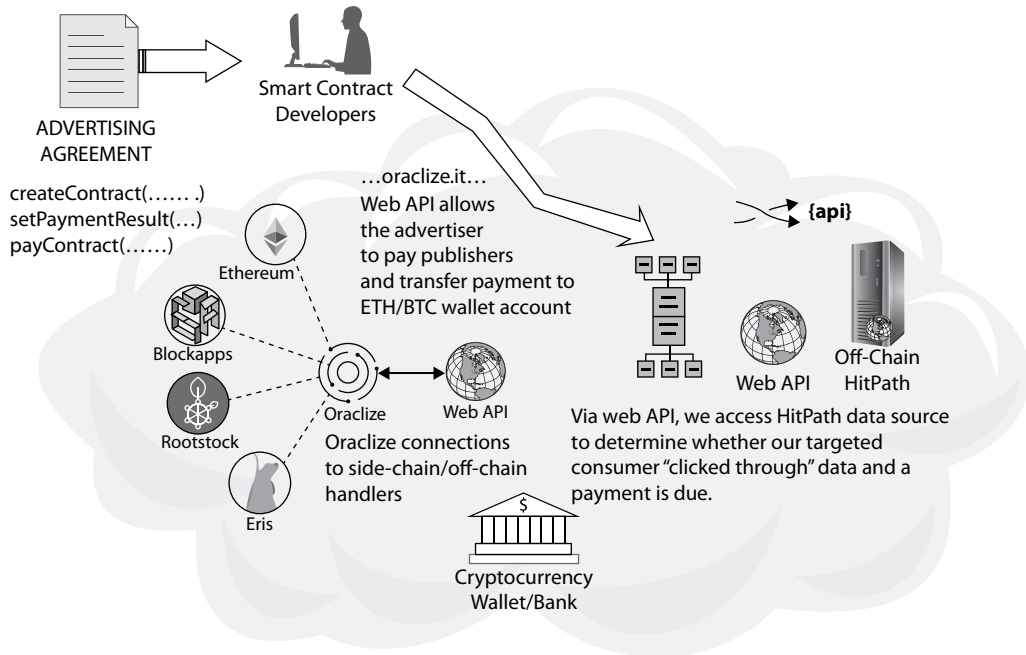 ADVERTISING
AGREEMENT
createContract(...... .)
setPaymentResult(...)
payContract(......)
Smart Contract
Developers
...oraclize.it...
Web API allows
the advertiser
to pay publishers
and transfer payment to
ETH/BTC wallet account
Ethereum
Blockapps
Rootstock
Eris
Oraclize
Web API
Oraclize connections
to side-chain/off-chain
handlers
$
Cryptocurrency
Wallet/Bank
{api}
Web API
Off-Chain
HitPath
Via web API, we access HitPath data source
to determine whether our targeted
consumer “clicked through” data and a
payment is due.